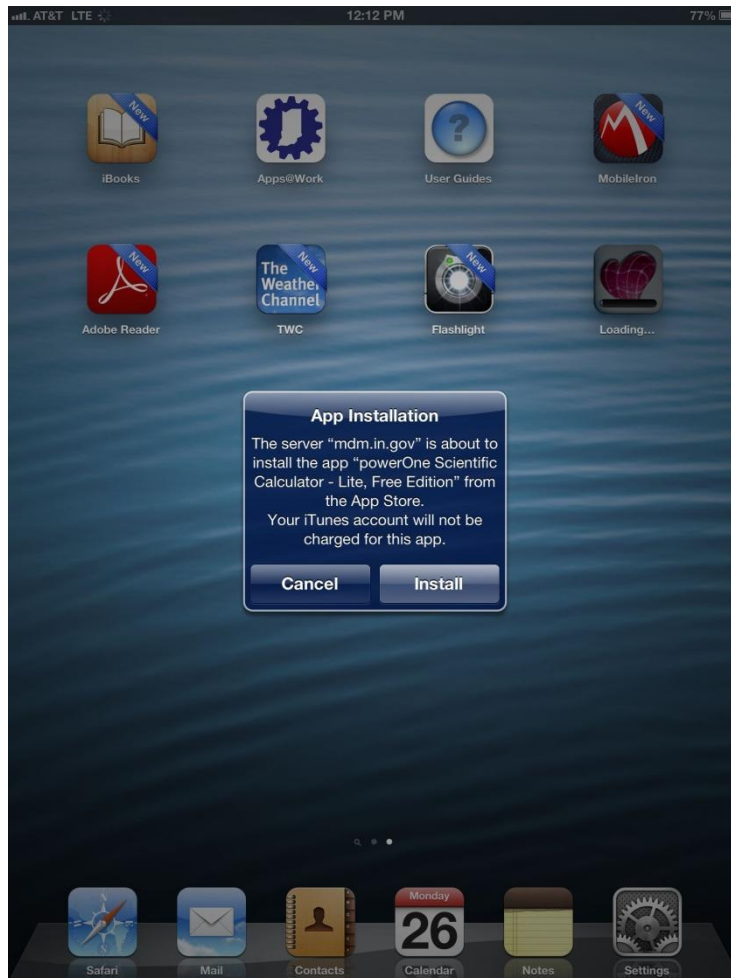 AT&T LTE 12:12 PM 77%
New New
iBooks Apps@Work User Guides MobileIron
New The Weather Channel New New
Adobe Reader TWC Flashlight Loading...
App Installation
The server “mdm.in.gov” is about to
install the app “powerOne Scientific
Calculator - Lite, Free Edition” from
the App Store.
Your iTunes account will not be
charged for this app.
Cancel Install
Monday
26
N
S
Safari Mail Contacts Calendar Notes Settings